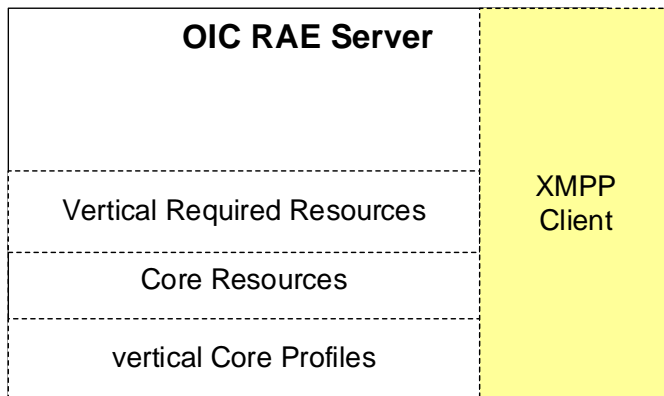 OIC RAE Server
XMPP
Client
Vertical Required Resources
Core Resources
vertical Core Profiles